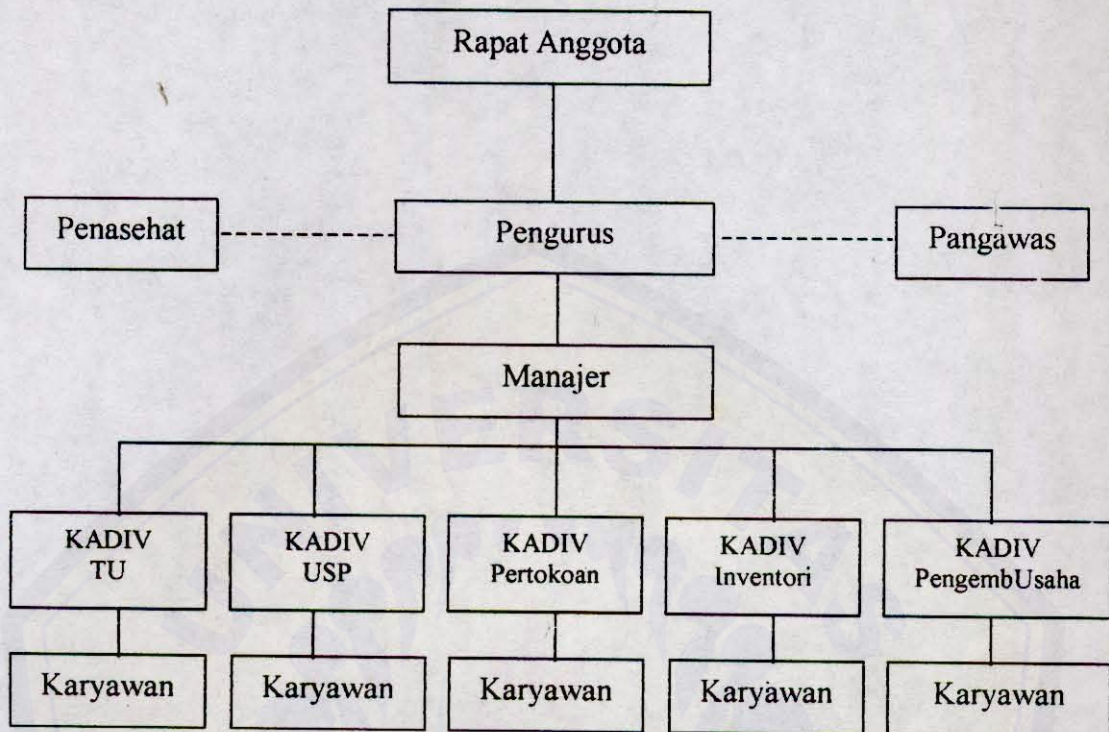 Rapat Anggota
Penasehat
Pengurus
Pangawas
Manajer
KADIV
TU
KADIV
USP
KADIV
Pertokoan
KADIV
Inventori
KADIV
PengembUsaha
Karyawan
Karyawan
Karyawan
Karyawan
Karyawan
UNIVERSITAS